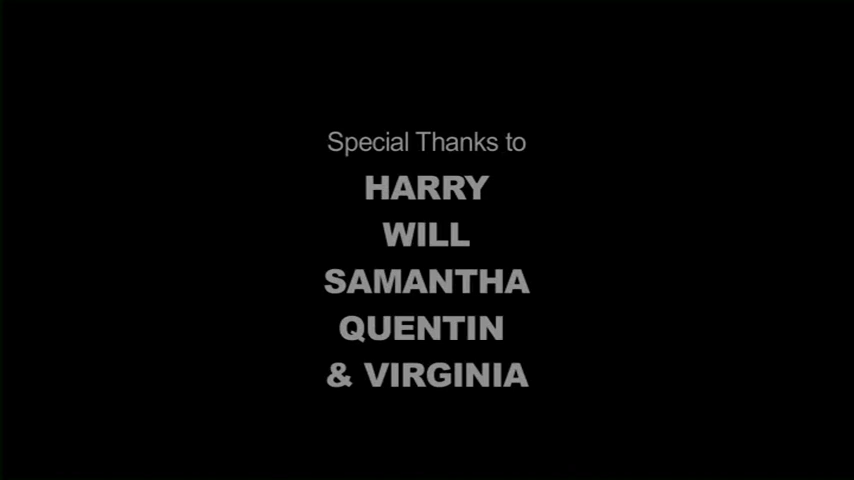 Special Thanks to
HARRY
WILL
SAMANTHA
QUENTIN
& VIRGINIA